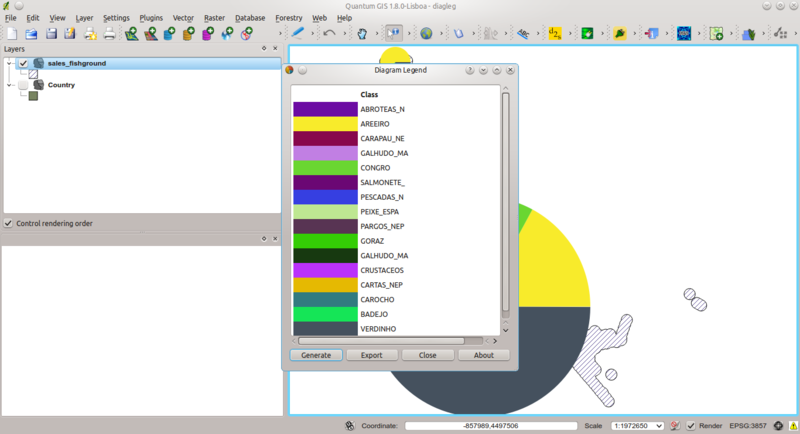 Quantum GIS 1.8.0-Lisboa - diagleg
File Edit View Layer Settings Plugins Vector Raster Database Forestry Web Help
Layers
sales_fishground
Country
Control rendering order
Diagram Legend
Class
ABROTEAS_N
AREEIRO
CARAPAU_NE
GALHUDO_MA
CONGRO
SALMONETE_
PESCADAS_N
PEIXE_ESPA
PARGOS_NEP
GORAZ
GALHUDO_MA
CRUSTACEOS
CARTAS_NEP
CAROCHO
BADEJO
VERDINHO
Generate Export Close About
Coordinate: -857989,4497506 Scale 1:1972650 Render EPSG:3857